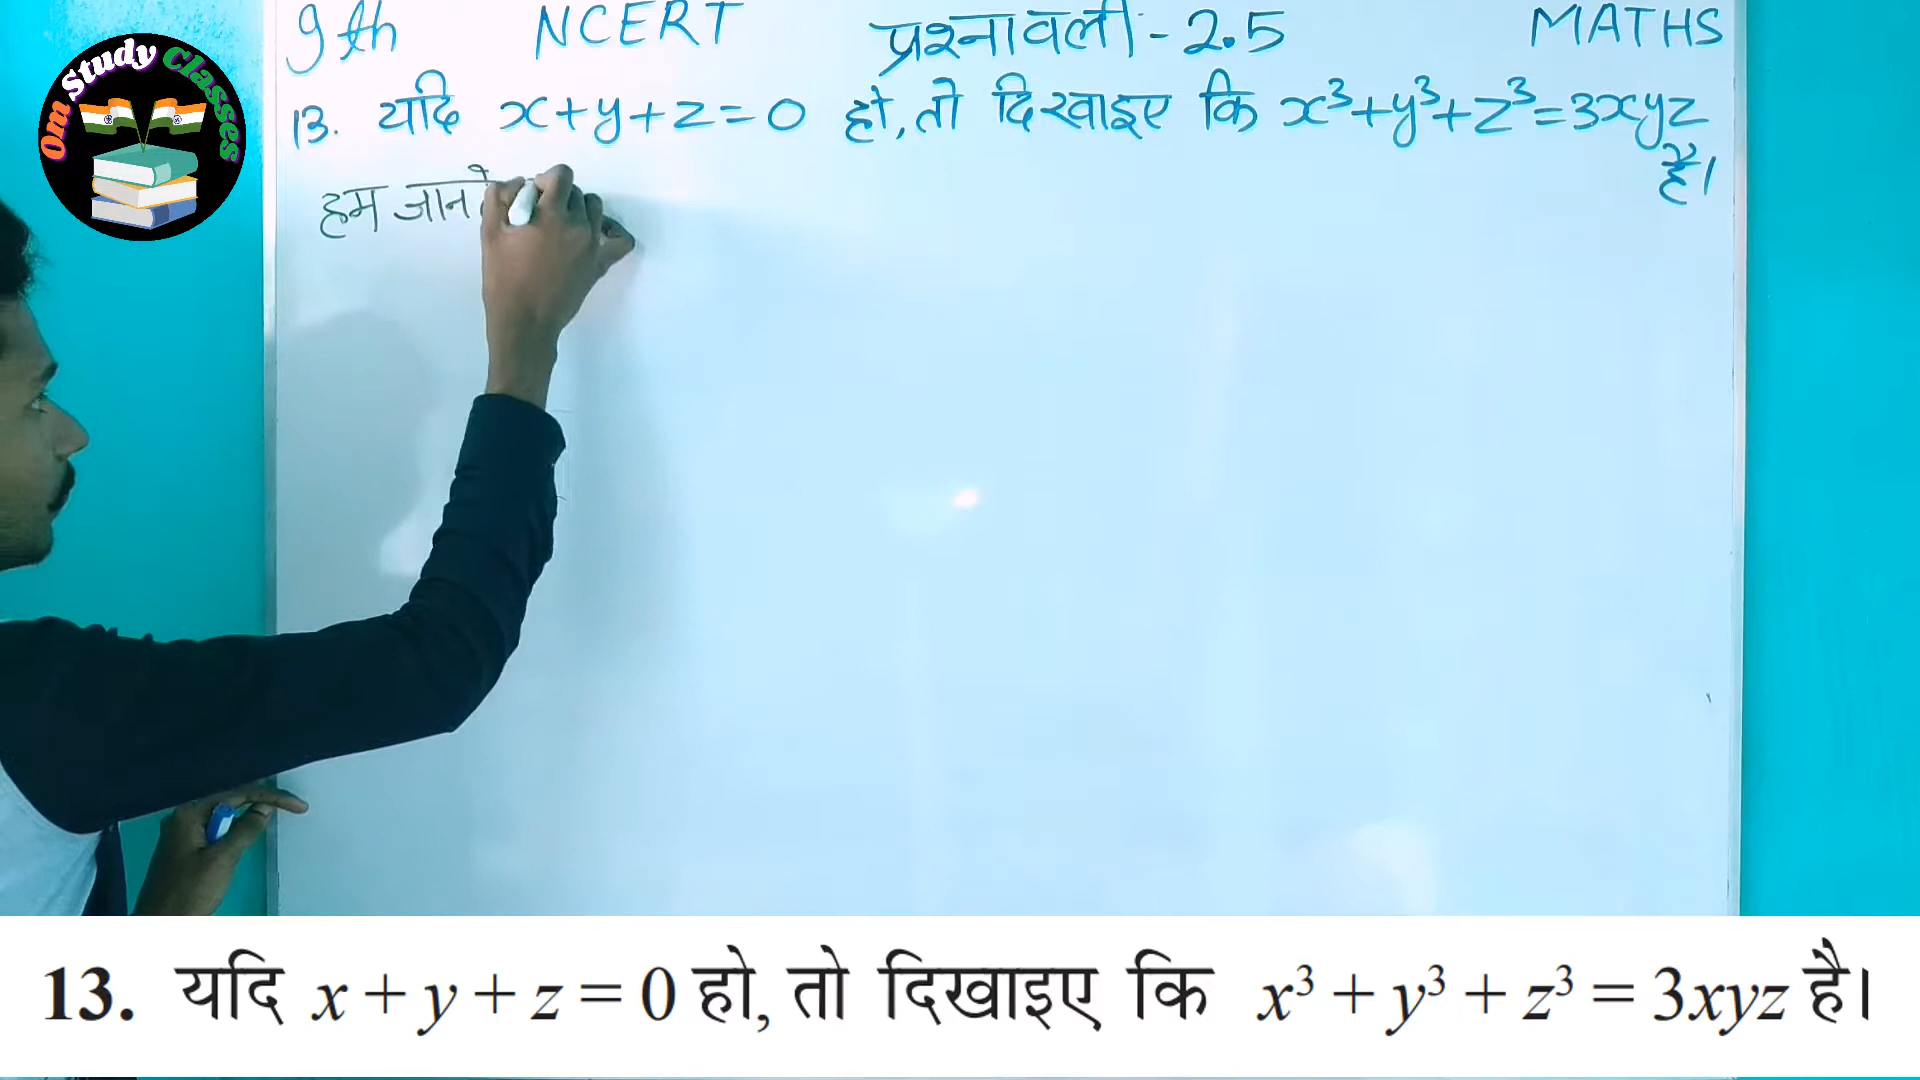 Om Study Classes
9th NCERT प्रश्नावली - 2.5 MATHS
13. यदि x+y+z=0 हो, तो दिखाइए कि x³+y³+z³=3xyz
है।
हम जान
13. यदि x + y + z = 0 हो, तो दिखाइए कि x³ + y³ + z³ = 3xyz है।